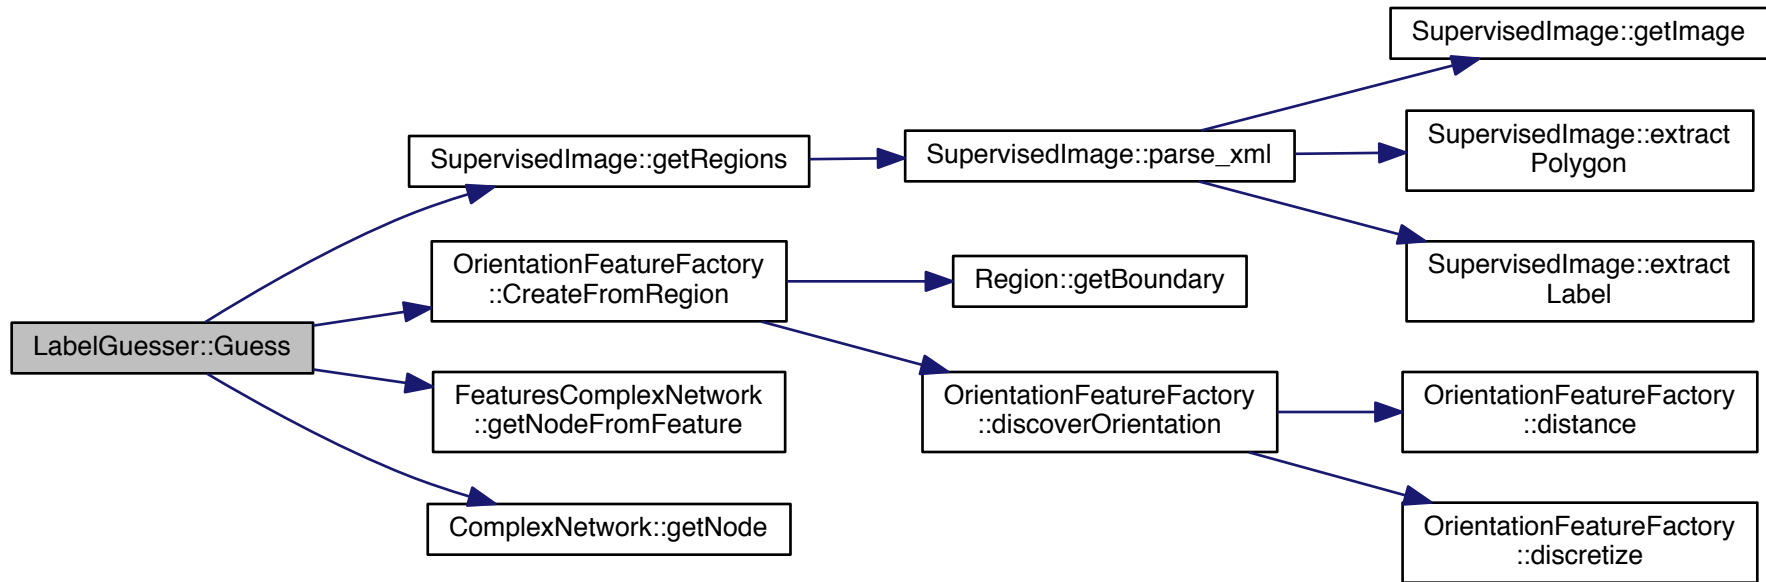 SupervisedImage::getImage
SupervisedImage::getRegions
SupervisedImage::parse_xml
SupervisedImage::extract
Polygon
OrientationFeatureFactory
::CreateFromRegion
Region::getBoundary
SupervisedImage::extract
Label
LabelGuesser::Guess
FeaturesComplexNetwork
::getNodeFromFeature
OrientationFeatureFactory
::discoverOrientation
OrientationFeatureFactory
::distance
ComplexNetwork::getNode
OrientationFeatureFactory
::discretize